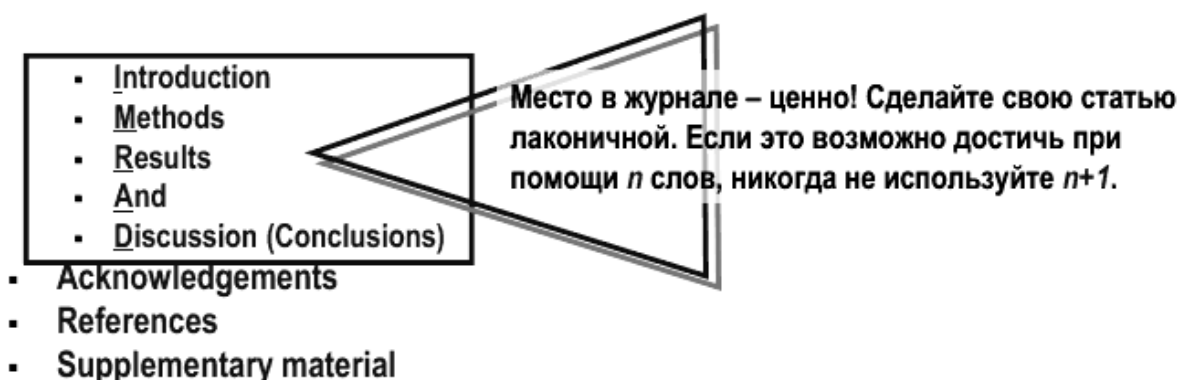 ▪ Introduction
▪ Methods
▪ Results
▪ And
▪ Discussion (Conclusions)
Место в журнале – ценно! Сделайте свою статью
лаконичной. Если это возможно достичь при
помощи n слов, никогда не используйте n+1.
▪ Acknowledgements
▪ References
▪ Supplementary material